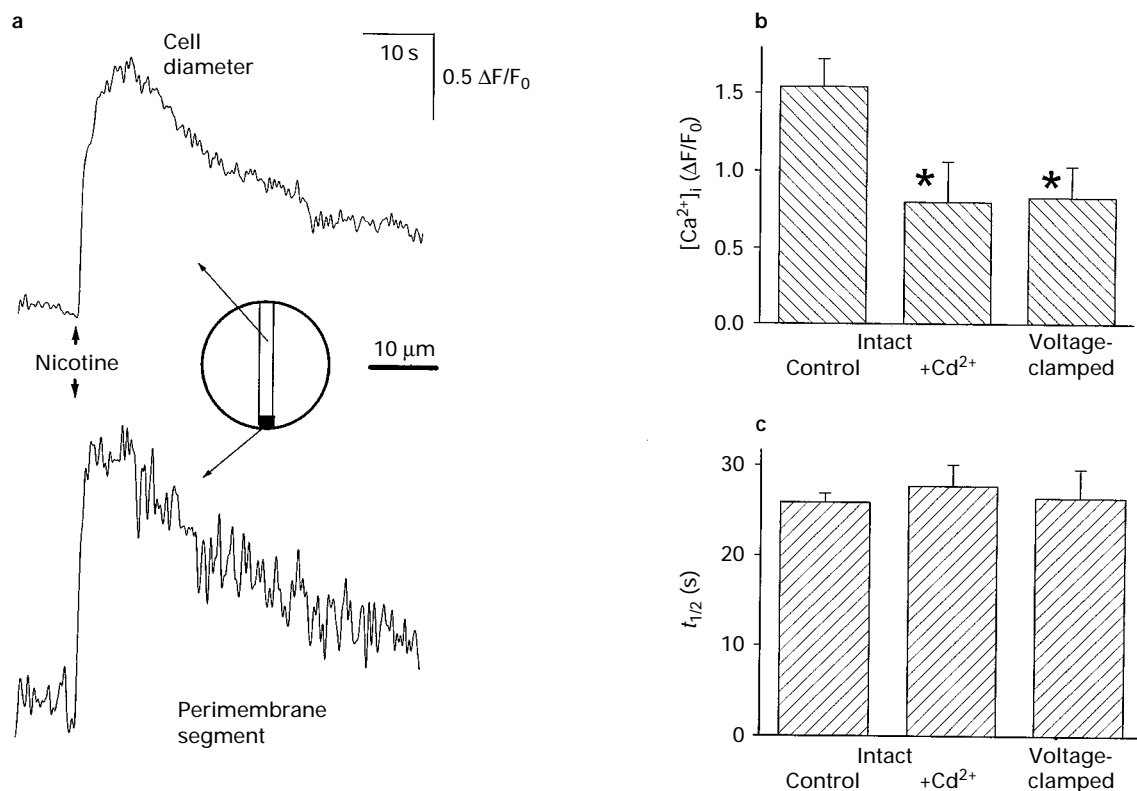 a
Cell
diameter
10 s
0.5 ΔF/F₀
Nicotine
10 μm
Perimembrane
segment
b
[Ca²⁺]ᵢ (ΔF/F₀)
1.5
1.0
0.5
0.0
*
*
Intact
Control
+Cd²⁺
Voltage-
clamped
c
t₁/₂ (s)
30
20
10
0
Intact
Control
+Cd²⁺
Voltage-
clamped